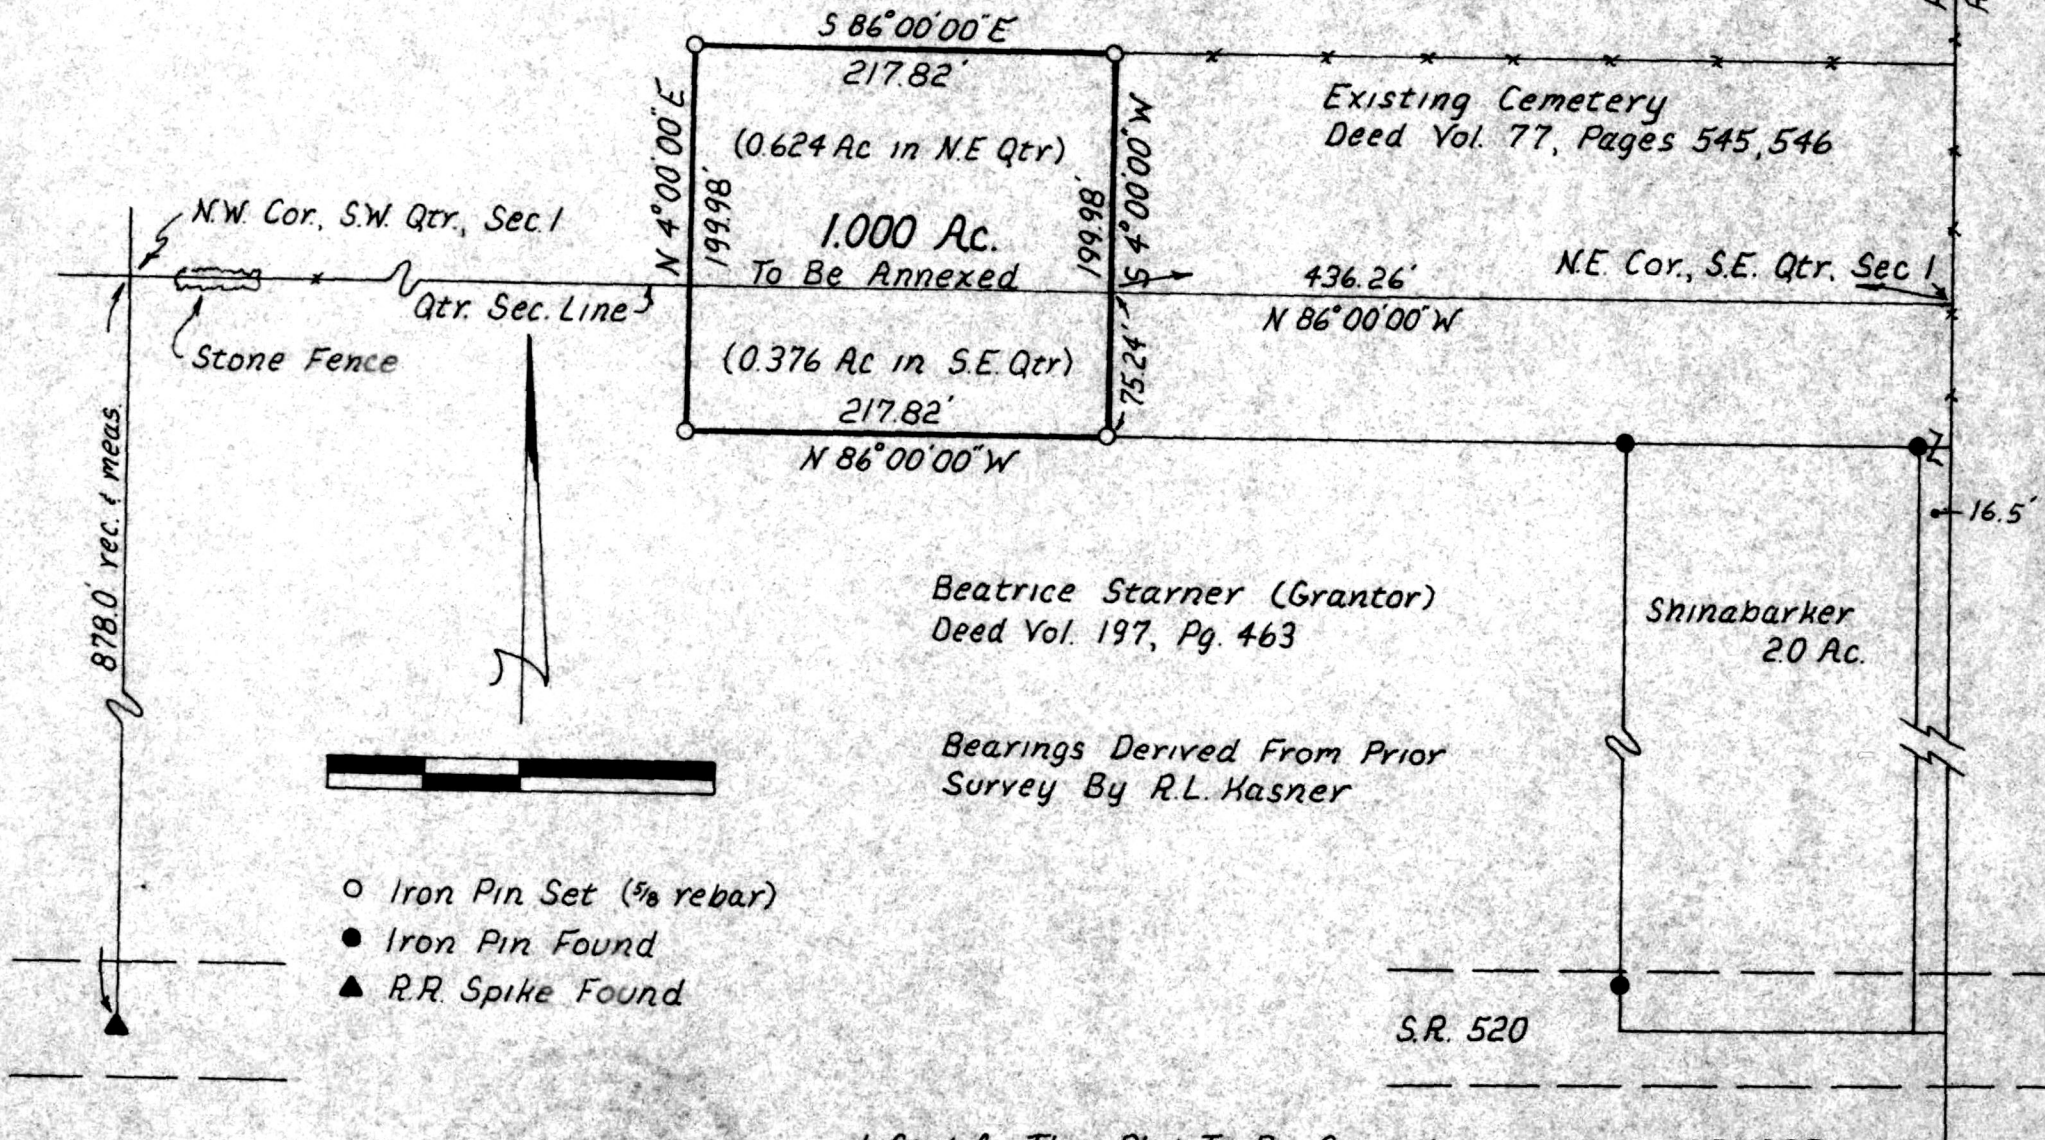 S 86°00'00" E
217.82'
N 4°00'00" E
199.98'
(0.624 Ac in N.E Qtr)
1.000 Ac.
To Be Annexed
199.98'
S 4°00'00" W
Existing Cemetery
Deed Vol. 77, Pages 545,546
N.W. Cor., S.W. Qtr., Sec. 1
Qtr. Sec. Line
Stone Fence
436.26'
N 86°00'00" W
N.E. Cor., S.E. Qtr. Sec 1
(0.376 Ac in S.E. Qtr)
217.82'
N 86°00'00" W
75.24'
878.0' rec. & meas.
16.5'
Beatrice Starner (Grantor)
Deed Vol. 197, Pg. 463
Shinabarker
2.0 Ac.
Bearings Derived From Prior
Survey By R.L. Kasner
Iron Pin Set (5/8 rebar)
Iron Pin Found
R.R. Spike Found
S.R. 520